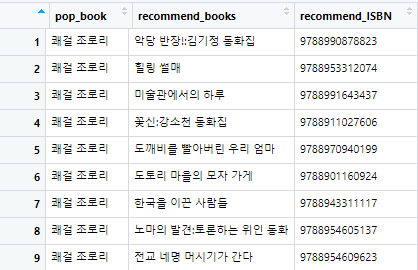 pop_book recommend_books recommend_ISBN
1 쾌걸 조로리 악당 반장!:김기정 동화집 9788990878823
2 쾌걸 조로리 힐링 썰매 9788953312074
3 쾌걸 조로리 미술관에서의 하루 9788991643437
4 쾌걸 조로리 꽃신:강소천 동화집 9788911027606
5 쾌걸 조로리 도깨비를 빨아버린 우리 엄마 9788970940199
6 쾌걸 조로리 도토리 마을의 모자 가게 9788901160924
7 쾌걸 조로리 한국을 이끈 사람들 9788943311117
8 쾌걸 조로리 노마의 발견:토론하는 위인 동화 9788954605137
9 쾌걸 조로리 전교 네명 머시기가 간다 9788954609623